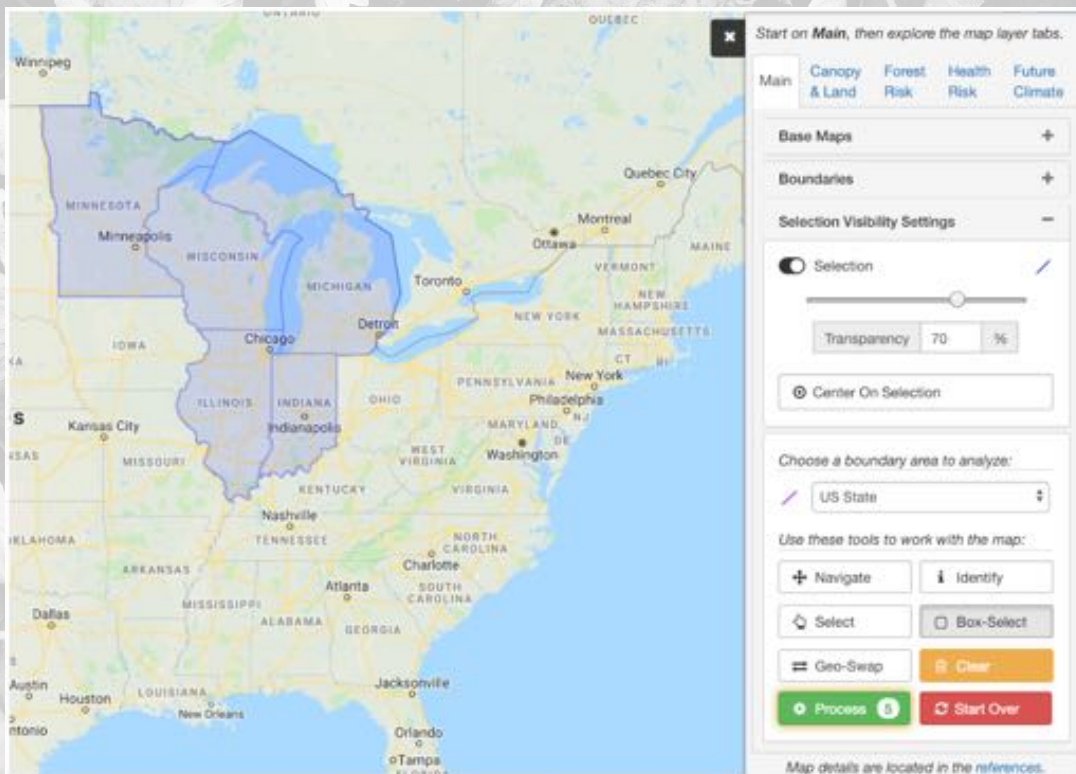 ONTARIO
QUEBEC
Winnipeg
Quebec City
MINNESOTA
Montreal
Ottawa
MAINE
Minneapolis
WISCONSIN
VERMONT
Toronto
MICHIGAN
NEW
HAMPSHIRE
NEW YORK
Detroit
MASSACHUSETTS
IOWA
Chicago
CT
RI
PENNSYLVANIA
New York
ILLINOIS
INDIANA
OHIO
Philadelphia
NJ
MARYLAND
Kansas City
Indianapolis
DE
WEST
VIRGINIA
Washington
MISSOURI
KENTUCKY
VIRGINIA
Nashville
TENNESSEE
NORTH
CAROLINA
Charlotte
ARKANSAS
Atlanta
SOUTH
CAROLINA
MISSISSIPPI
Dallas
ALABAMA
GEORGIA
Austin
Houston
LOUISIANA
Jacksonville
New Orleans
Orlando
Tampa
Start on Main, then explore the map layer tabs.
Main
Canopy
& Land
Forest
Risk
Health
Risk
Future
Climate
Base Maps +
Boundaries +
Selection Visibility Settings −
Selection
Transparency 70 %
Center On Selection
Choose a boundary area to analyze:
US State
Use these tools to work with the map:
Navigate
Identify
Select
Box-Select
Geo-Swap
Clear
Process 5
Start Over
Map details are located in the references.